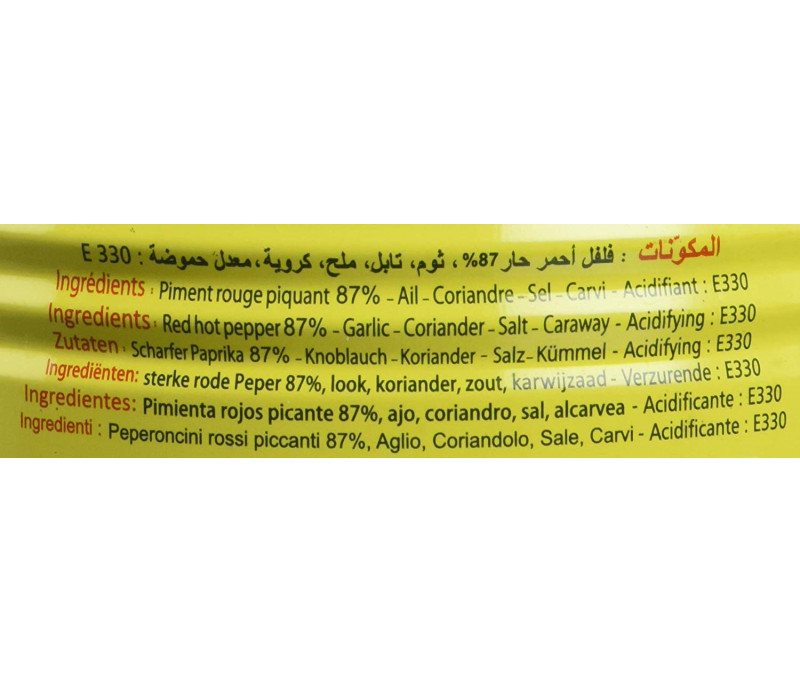 المكوّنات : فلفل أحمر حار 87%، ثوم، تابل، ملح، كروية، معدل حموضة : E 330
Ingrédients : Piment rouge piquant 87% - Ail - Coriandre - Sel - Carvi - Acidifiant : E330
Ingredients : Red hot pepper 87% - Garlic - Coriander - Salt - Caraway - Acidifying : E330
Zutaten : Scharfer Paprika 87% - Knoblauch - Koriander - Salz - Kümmel - Acidifying : E330
Ingrediënten: sterke rode Peper 87%, look, koriander, zout, karwijzaad - Verzurende : E330
Ingredientes: Pimienta rojos picante 87%, ajo, coriandro, sal, alcarvea - Acidificante : E330
Ingredienti : Peperoncini rossi piccanti 87%, Aglio, Coriandolo, Sale, Carvi - Acidificante : E330